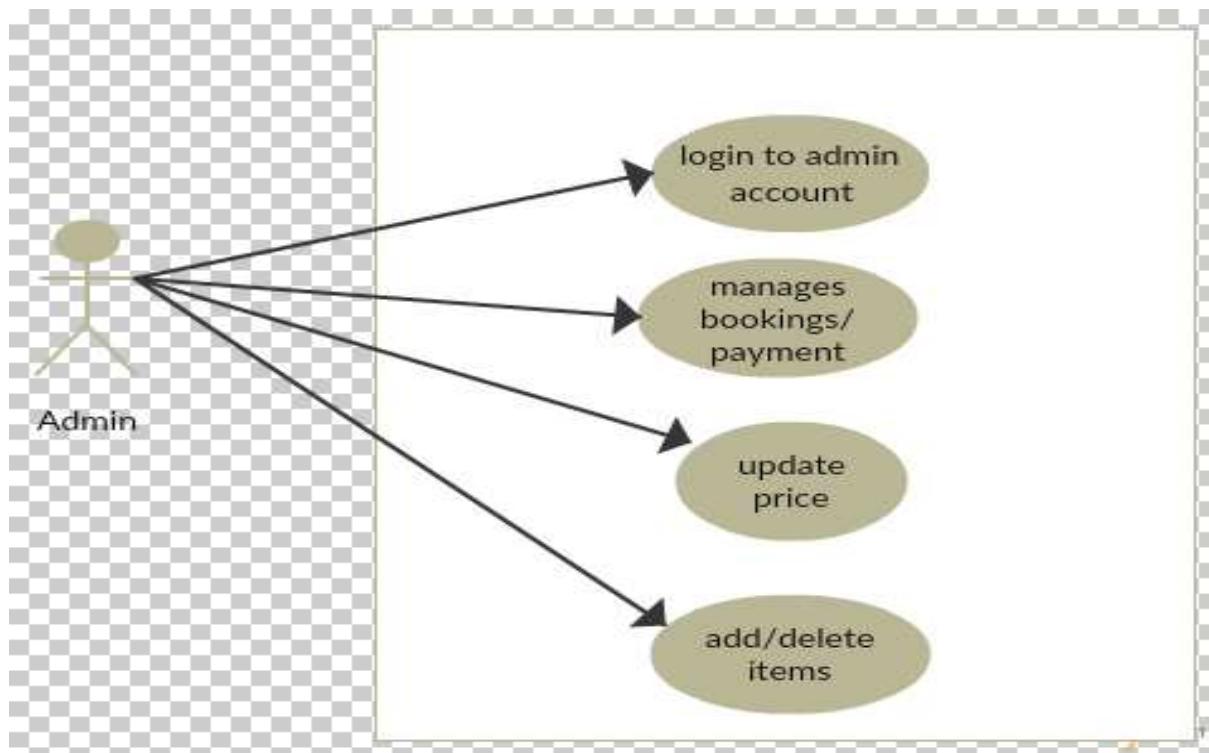 login to admin
account
manages
bookings/
payment
Admin
update
price
add/delete
items